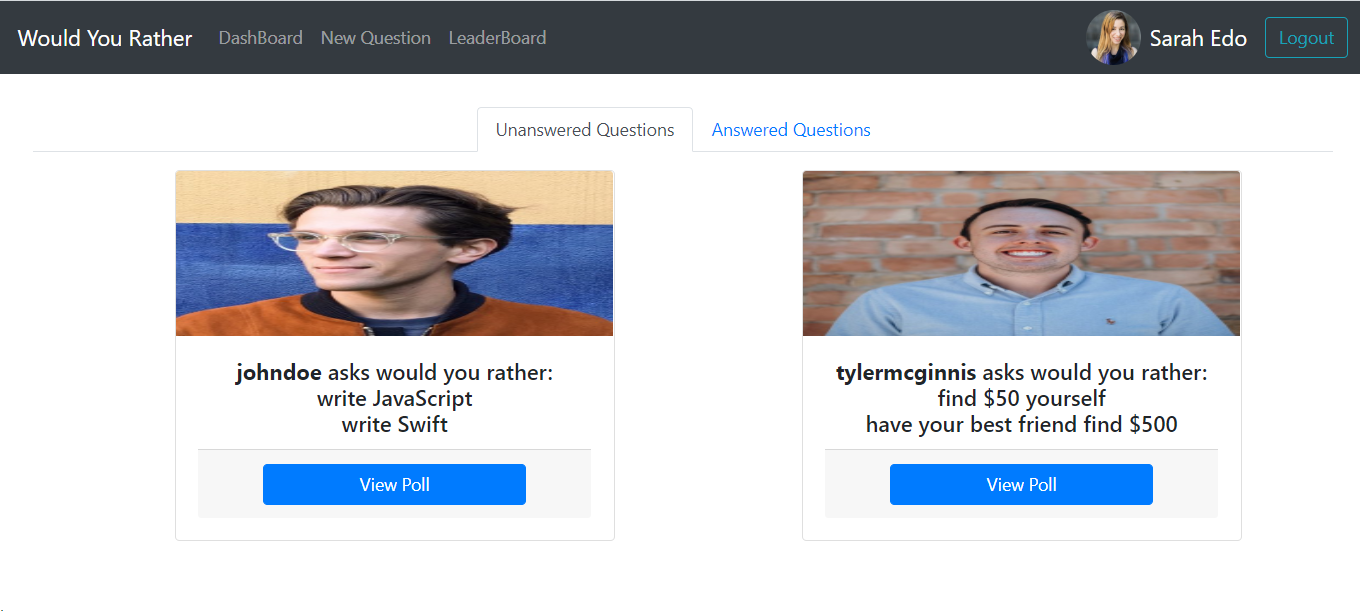 Would You Rather DashBoard New Question LeaderBoard Sarah Edo Logout
Unanswered Questions Answered Questions
johndoe asks would you rather:
write JavaScript
write Swift
View Poll
tylermcginnis asks would you rather:
find $50 yourself
have your best friend find $500
View Poll